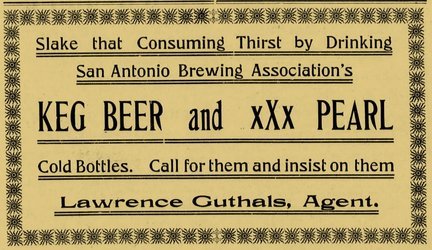 Slake that Consuming Thirst by Drinking
San Antonio Brewing Association's
KEG BEER and xXx PEARL
Cold Bottles. Call for them and insist on them
Lawrence Guthals, Agent.